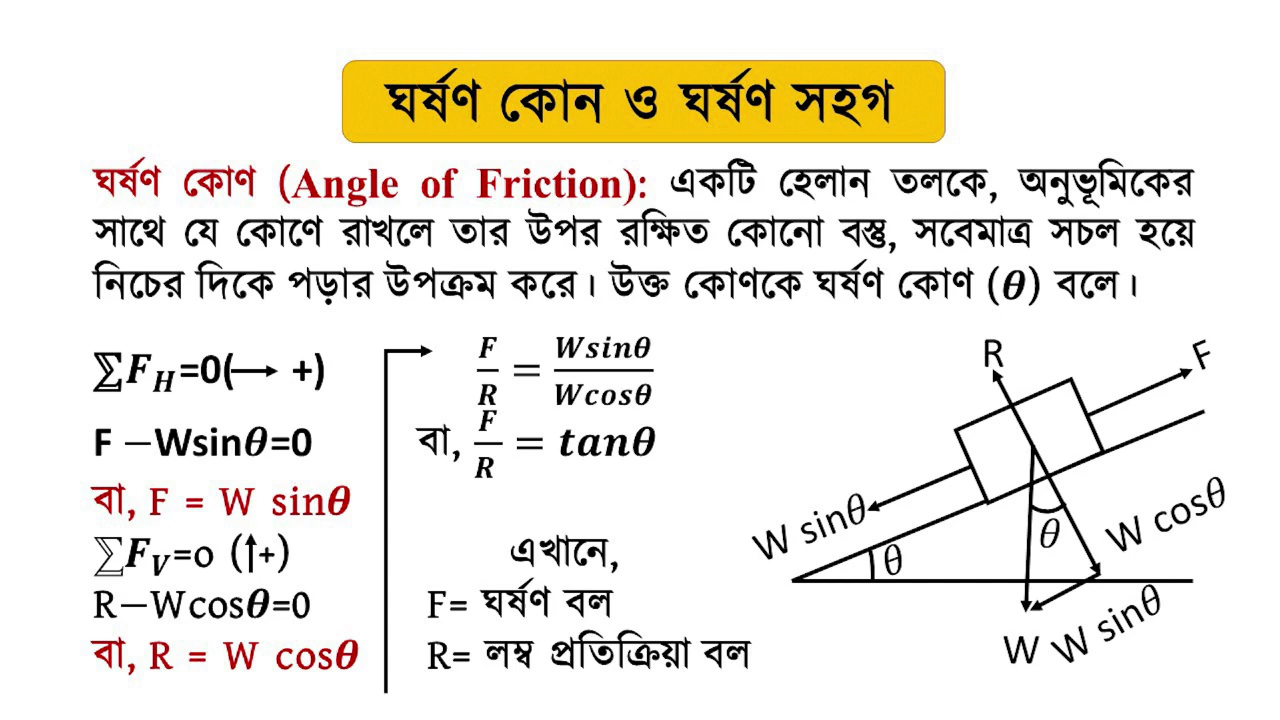 ঘর্ষণ কোন ও ঘর্ষণ সহগ
ঘর্ষণ কোণ (Angle of Friction): একটি হেলান তলকে, অনুভূমিকের
সাথে যে কোণে রাখলে তার উপর রক্ষিত কোনো বস্তু, সবেমাত্র সচল হয়ে
নিচের দিকে পড়ার উপক্রম করে। উক্ত কোণকে ঘর্ষণ কোণ (θ) বলে।
∑F_H=0(→ +)
F −Wsinθ=0
বা, F = W sinθ
∑F_V=o (↑+)
R−Wcosθ=0
বা, R = W cosθ
F/R = Wsinθ/Wcosθ
বা, F/R = tanθ
এখানে,
F= ঘর্ষণ বল
R= লম্ব প্রতিক্রিয়া বল
R
F
W sinθ
θ
θ
W cosθ
W
W sinθ